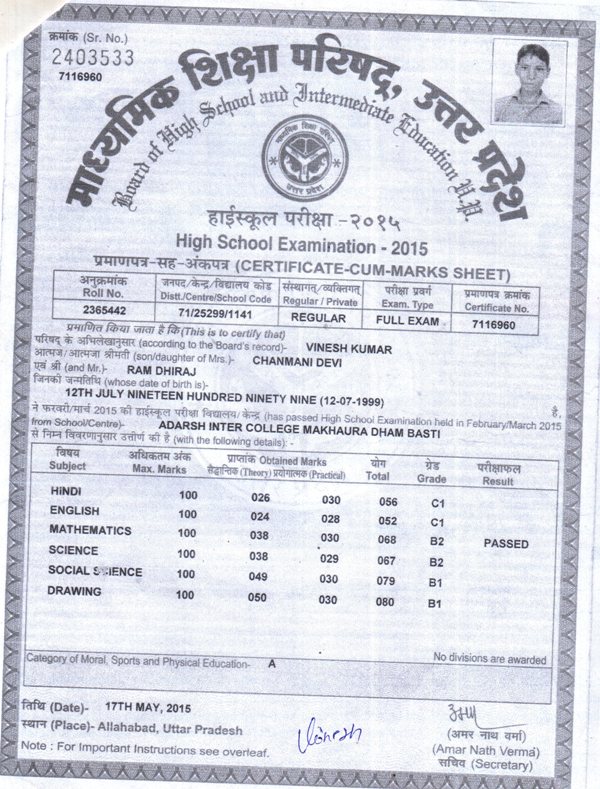 क्रमांक (Sr. No.)
2403533
7116960
माध्यमिक शिक्षा परिषद्, उत्तर प्रदेश
Board of High School and Intermediate Education U.P.
माध्यमिक शिक्षा परिषद
उत्तर प्रदेश
हाईस्कूल परीक्षा -२०१५
High School Examination - 2015
प्रमाणपत्र-सह-अंकपत्र (CERTIFICATE-CUM-MARKS SHEET)
अनुक्रमांक जनपद/केन्द्र/विद्यालय कोड संस्थागत/व्यक्तिगत परीक्षा प्रवर्ग प्रमाणपत्र क्रमांक
Roll No. Distt./Centre/School Code Regular / Private Exam. Type Certificate No.
2365442 71/25299/1141 REGULAR FULL EXAM 7116960
प्रमाणित किया जाता है कि (This is to certify that)
परिषद् के अभिलेखानुसार (according to the Board's record)- VINESH KUMAR
आत्मज/आत्मजा श्रीमती (son/daughter of Mrs.)- CHANMANI DEVI
एवं श्री (and Mr.)- RAM DHIRAJ
जिनकी जन्मतिथि (whose date of birth is)-
12TH JULY NINETEEN HUNDRED NINETY NINE (12-07-1999) है,
ने फरवरी/मार्च 2015 की हाईस्कूल परीक्षा विद्यालय/ केन्द्र (has passed High School Examination held in February/March 2015
from School/Centre)- ADARSH INTER COLLEGE MAKHAURA DHAM BASTI
से निम्न विवरणानुसार उत्तीर्ण की है (with the following details): -
विषय अधिकतम अंक प्राप्तांक Obtained Marks योग ग्रेड परीक्षाफल
Subject Max. Marks सैद्धान्तिक (Theory) प्रयोगात्मक (Practical) Total Grade Result
HINDI 100 026 030 056 C1
ENGLISH 100 024 028 052 C1
MATHEMATICS 100 038 030 068 B2 PASSED
SCIENCE 100 038 029 067 B2
SOCIAL SCIENCE 100 049 030 079 B1
DRAWING 100 050 030 080 B1
Category of Moral, Sports and Physical Education- A No divisions are awarded
तिथि (Date)- 17TH MAY, 2015
स्थान (Place)- Allahabad, Uttar Pradesh
Vinesh
(अमर नाथ वर्मा)
(Amar Nath Verma)
सचिव (Secretary)
Note : For Important Instructions see overleaf.